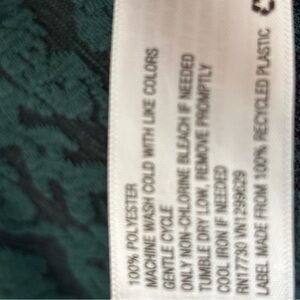 100% POLYESTER
MACHINE WASH COLD WITH LIKE COLORS
GENTLE CYCLE
ONLY NON-CHLORINE BLEACH IF NEEDED
TUMBLE DRY LOW, REMOVE PROMPTLY
COOL IRON IF NEEDED
RN17730 VN1299629
LABEL MADE FROM 100% RECYCLED PLASTIC